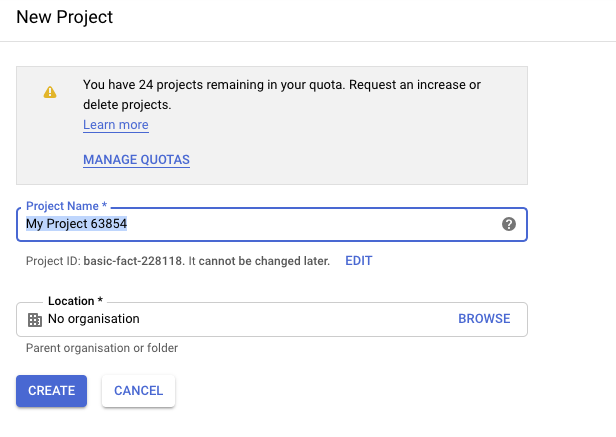 New Project
You have 24 projects remaining in your quota. Request an increase or
delete projects.
Learn more
MANAGE QUOTAS
Project Name *
My Project 63854
Project ID: basic-fact-228118. It cannot be changed later. EDIT
Location *
No organisation BROWSE
Parent organisation or folder
CREATE CANCEL